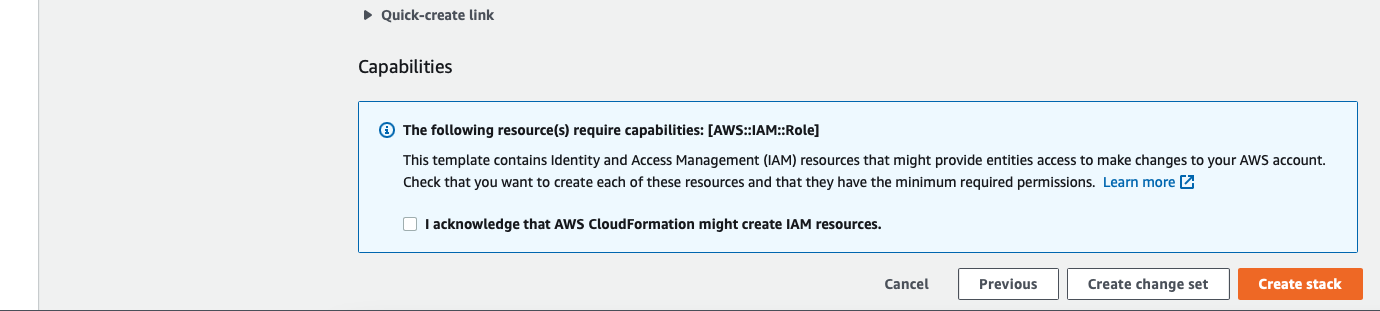 Quick-create link
Capabilities
The following resource(s) require capabilities: [AWS::IAM::Role]
This template contains Identity and Access Management (IAM) resources that might provide entities access to make changes to your AWS account.
Check that you want to create each of these resources and that they have the minimum required permissions. Learn more
I acknowledge that AWS CloudFormation might create IAM resources.
Cancel Previous Create change set Create stack